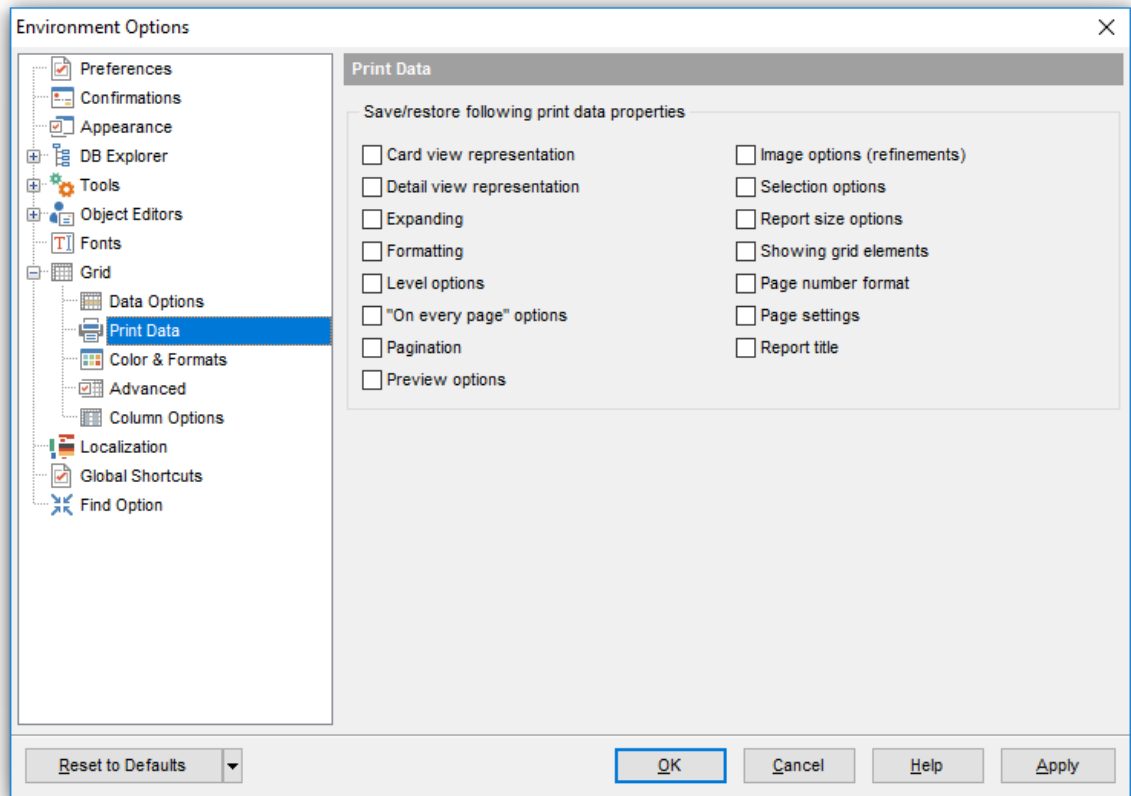 Environment Options
Preferences
Confirmations
Appearance
DB Explorer
Tools
Object Editors
Fonts
Grid
Data Options
Print Data
Color & Formats
Advanced
Column Options
Localization
Global Shortcuts
Find Option
Print Data
Save/restore following print data properties
Card view representation
Detail view representation
Expanding
Formatting
Level options
"On every page" options
Pagination
Preview options
Image options (refinements)
Selection options
Report size options
Showing grid elements
Page number format
Page settings
Report title
Reset to Defaults
OK
Cancel
Help
Apply